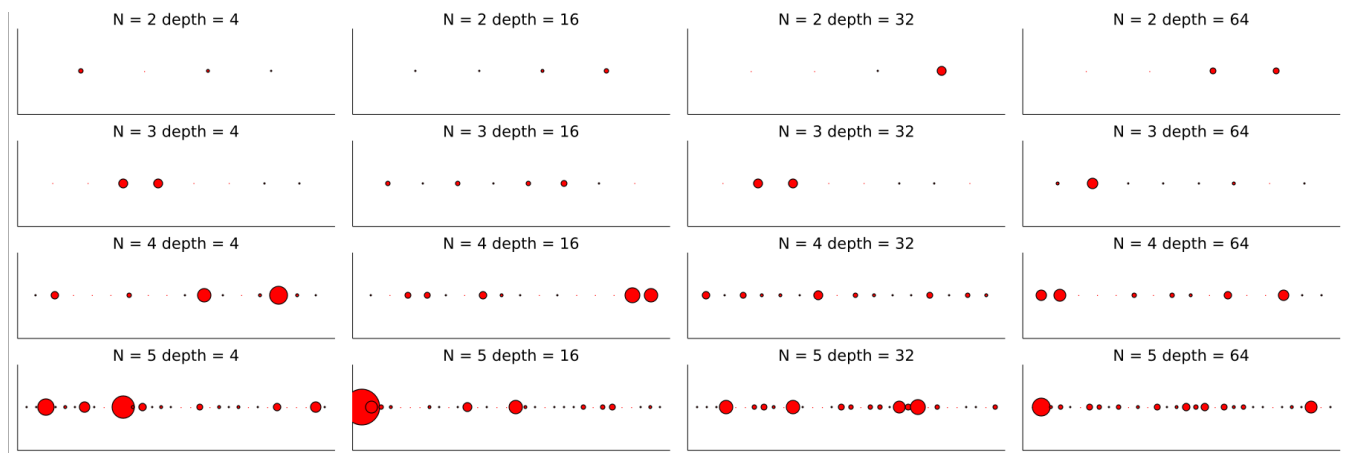 N = 2 depth = 4
N = 2 depth = 16
N = 2 depth = 32
N = 2 depth = 64
N = 3 depth = 4
N = 3 depth = 16
N = 3 depth = 32
N = 3 depth = 64
N = 4 depth = 4
N = 4 depth = 16
N = 4 depth = 32
N = 4 depth = 64
N = 5 depth = 4
N = 5 depth = 16
N = 5 depth = 32
N = 5 depth = 64